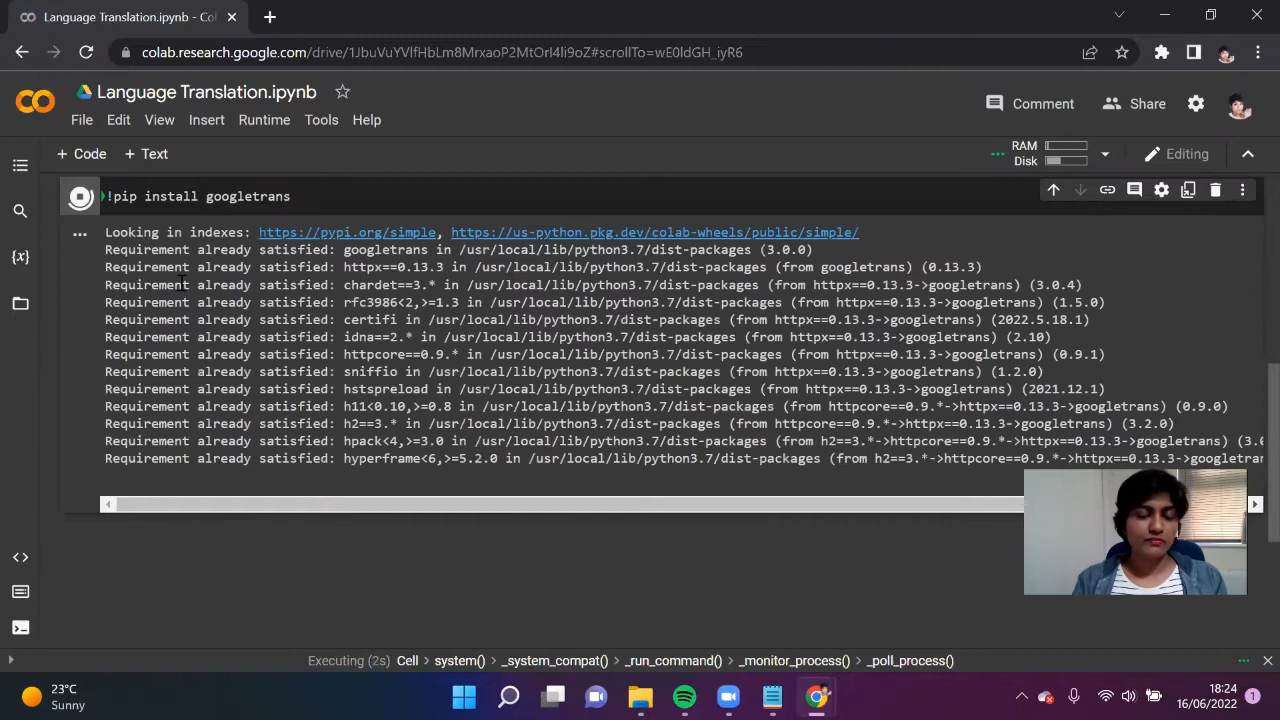 Language Translation.ipynb - Col
colab.research.google.com/drive/1JbuVuYVlfHbLm8MrxaoP2MtOrl4li9oZ#scrollTo=wE0ldGH_iyR6
Language Translation.ipynb
Comment
Share
File Edit View Insert Runtime Tools Help
+ Code + Text
RAM
Disk
Editing
!pip install googletrans
Looking in indexes: https://pypi.org/simple, https://us-python.pkg.dev/colab-wheels/public/simple/
Requirement already satisfied: googletrans in /usr/local/lib/python3.7/dist-packages (3.0.0)
Requirement already satisfied: httpx==0.13.3 in /usr/local/lib/python3.7/dist-packages (from googletrans) (0.13.3)
Requirement already satisfied: chardet==3.* in /usr/local/lib/python3.7/dist-packages (from httpx==0.13.3->googletrans) (3.0.4)
Requirement already satisfied: rfc3986<2,>=1.3 in /usr/local/lib/python3.7/dist-packages (from httpx==0.13.3->googletrans) (1.5.0)
Requirement already satisfied: certifi in /usr/local/lib/python3.7/dist-packages (from httpx==0.13.3->googletrans) (2022.5.18.1)
Requirement already satisfied: idna==2.* in /usr/local/lib/python3.7/dist-packages (from httpx==0.13.3->googletrans) (2.10)
Requirement already satisfied: httpcore==0.9.* in /usr/local/lib/python3.7/dist-packages (from httpx==0.13.3->googletrans) (0.9.1)
Requirement already satisfied: sniffio in /usr/local/lib/python3.7/dist-packages (from httpx==0.13.3->googletrans) (1.2.0)
Requirement already satisfied: hstspreload in /usr/local/lib/python3.7/dist-packages (from httpx==0.13.3->googletrans) (2021.12.1)
Requirement already satisfied: h11<0.10,>=0.8 in /usr/local/lib/python3.7/dist-packages (from httpcore==0.9.*->httpx==0.13.3->googletrans) (0.9.0)
Requirement already satisfied: h2==3.* in /usr/local/lib/python3.7/dist-packages (from httpcore==0.9.*->httpx==0.13.3->googletrans) (3.2.0)
Requirement already satisfied: hpack<4,>=3.0 in /usr/local/lib/python3.7/dist-packages (from h2==3.*->httpcore==0.9.*->httpx==0.13.3->googletrans) (3.0
Requirement already satisfied: hyperframe<6,>=5.2.0 in /usr/local/lib/python3.7/dist-packages (from h2==3.*->httpcore==0.9.*->httpx==0.13.3->googletran
Executing (2s) Cell > system() > _system_compat() > _run_command() > _monitor_process() > _poll_process()
23°C
Sunny
18:24
16/06/2022
1